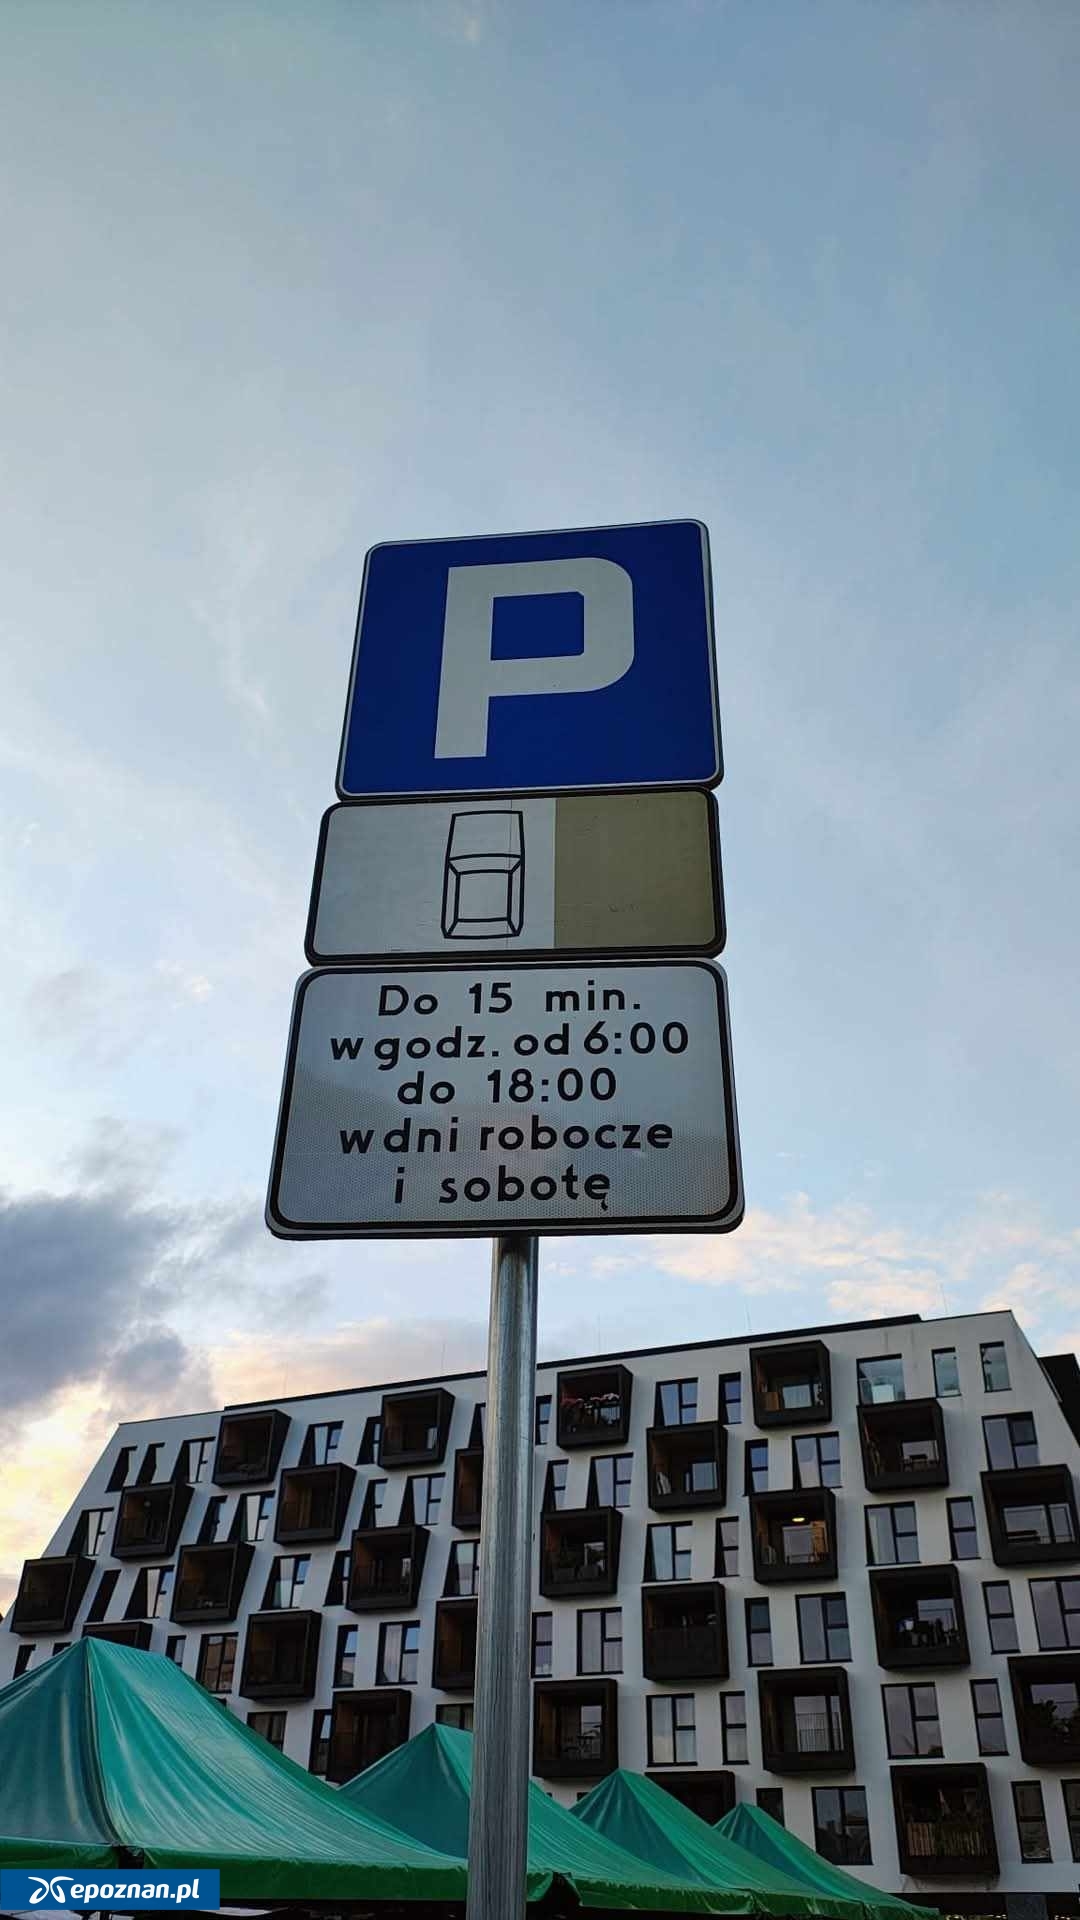 P
Do 15 min.
w godz. od 6:00
do 18:00
w dni robocze
i sobotę
epoznan.pl